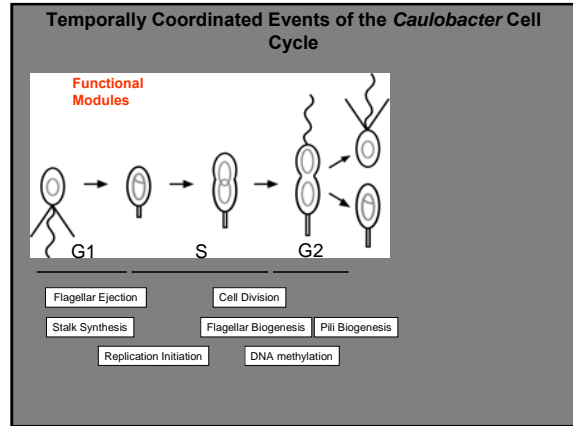 Temporally Coordinated Events of the Caulobacter Cell
Cycle
Functional
Modules
G1 S G2
Flagellar Ejection Cell Division
Stalk Synthesis Flagellar Biogenesis Pili Biogenesis
Replication Initiation DNA methylation